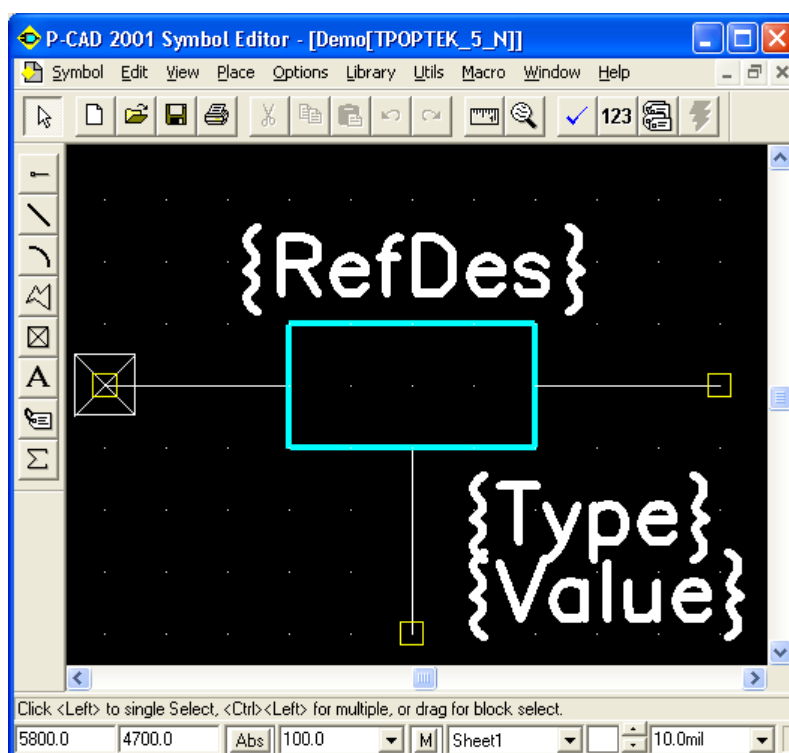 P-CAD 2001 Symbol Editor - [Demo[TPOPTEK_5_N]]
Symbol Edit View Place Options Library Utils Macro Window Help
123
A
{RefDes}
{Type}
{Value}
Click <Left> to single Select, <Ctrl><Left> for multiple, or drag for block select.
5800.0 4700.0 Abs 100.0 M Sheet1 10.0mil